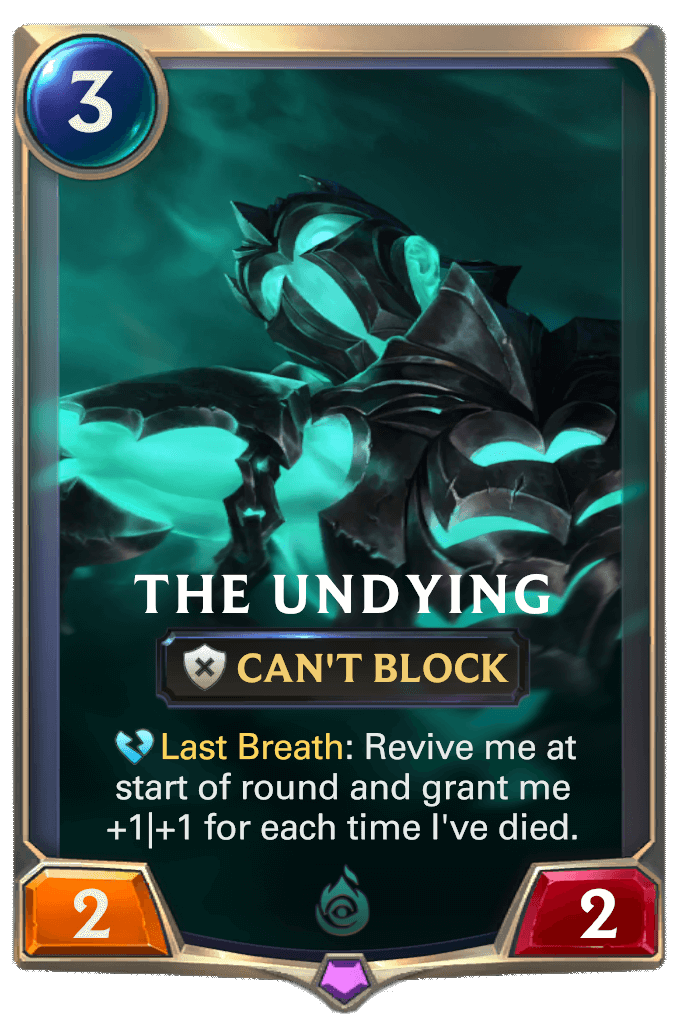 3
THE UNDYING
CAN'T BLOCK
Last Breath: Revive me at
start of round and grant me
+1|+1 for each time I've died.
2 2